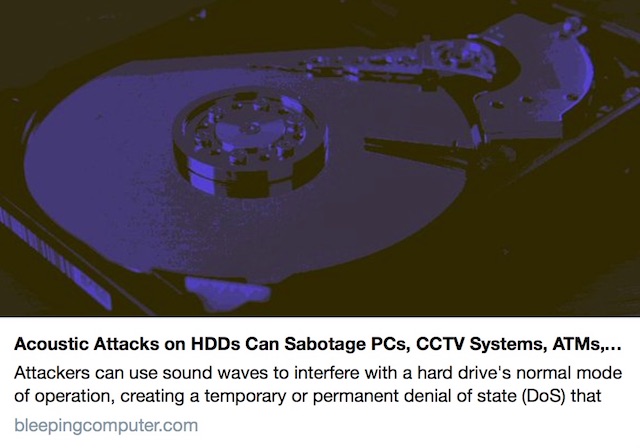 Acoustic Attacks on HDDs Can Sabotage PCs, CCTV Systems, ATMs,...
Attackers can use sound waves to interfere with a hard drive's normal mode
of operation, creating a temporary or permanent denial of state (DoS) that
bleepingcomputer.com